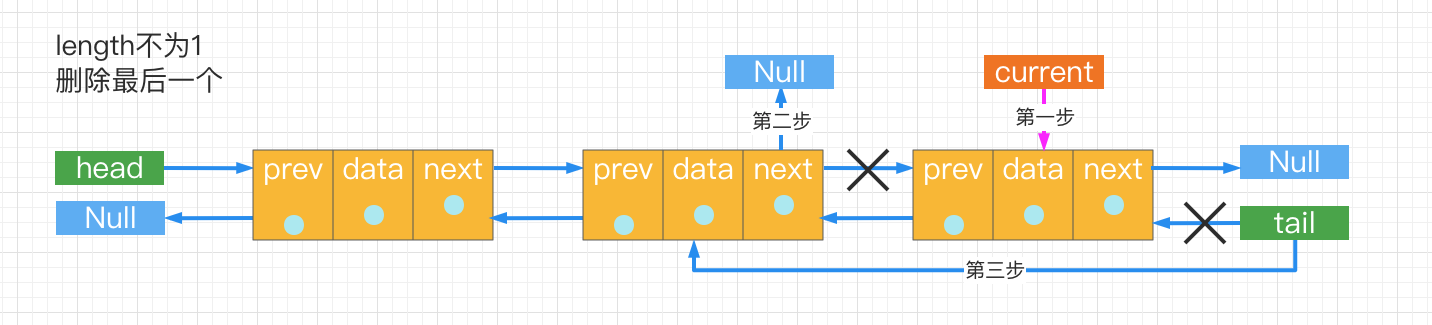 length不为1
删除最后一个
Null
current
第二步
第一步
head
prev data next
prev data next
prev data next
Null
Null
tail
第三步